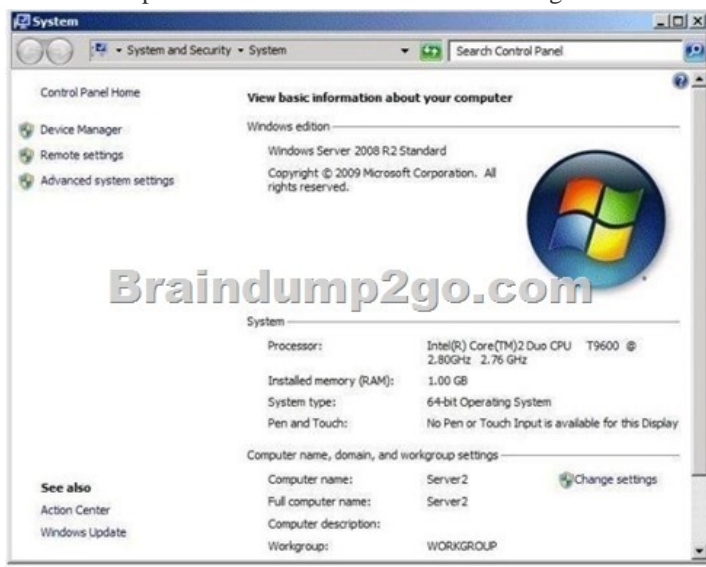 System
System and Security
System
Search Control Panel
Control Panel Home
Device Manager
Remote settings
Advanced system settings
View basic information about your computer
Windows edition
Windows Server 2008 R2 Standard
Copyright © 2009 Microsoft Corporation. All
rights reserved.
Braindump2go.com
System
Processor: Intel(R) Core(TM)2 Duo CPU T9600 @
2.80GHz 2.76 GHz
Installed memory (RAM): 1.00 GB
System type: 64-bit Operating System
Pen and Touch: No Pen or Touch Input is available for this Display
Computer name, domain, and workgroup settings
Computer name: Server2 Change settings
Full computer name: Server2
Computer description:
Workgroup: WORKGROUP
See also
Action Center
Windows Update